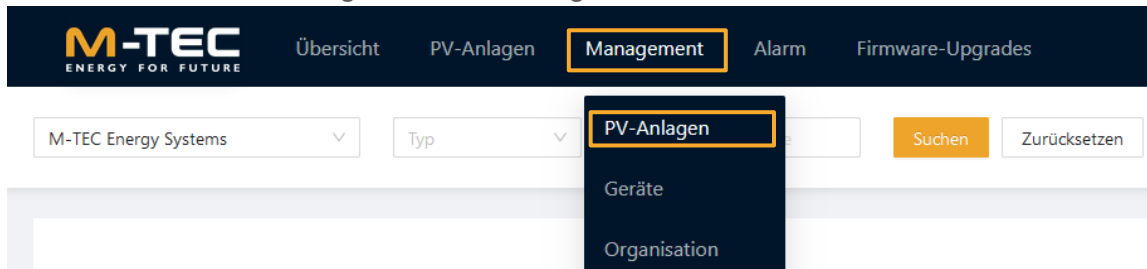 M-TEC
ENERGY FOR FUTURE
Übersicht PV-Anlagen Management Alarm Firmware-Upgrades
M-TEC Energy Systems Typ PV-Anlagen Suchen Zurücksetzen
Geräte
Organisation